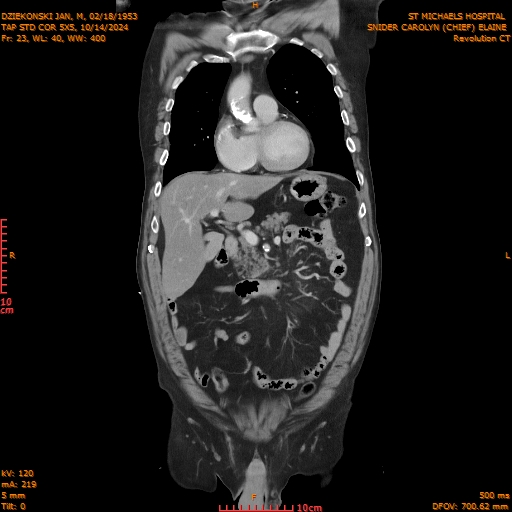 H
DZIEKONSKI JAN, M, 02/18/1953
TAP STD COR 5X5, 10/14/2024
Fr: 23, WL: 40, WW: 400
ST MICHAELS HOSPITAL
SNIDER CAROLYN (CHIEF) ELAINE
Revolution CT
R
L
10
cm
kV: 120
mA: 219
5 mm
Tilt: 0
F
10cm
500 ms
DFOV: 700.62 mm